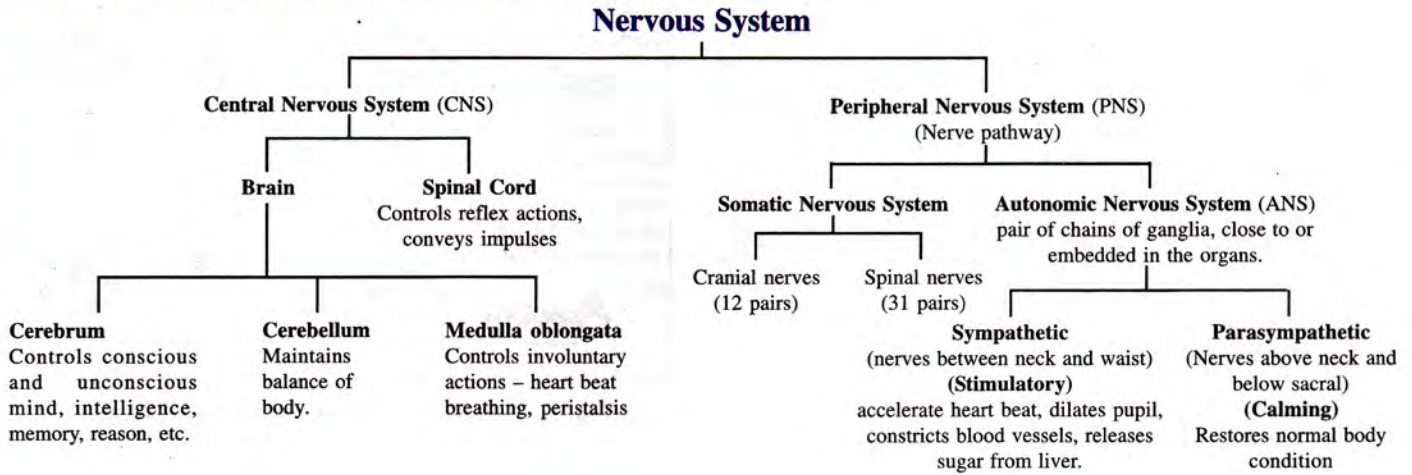 Nervous System
Central Nervous System (CNS)
Peripheral Nervous System (PNS)
(Nerve pathway)
Brain
Spinal Cord
Controls reflex actions,
conveys impulses
Somatic Nervous System
Autonomic Nervous System (ANS)
pair of chains of ganglia, close to or
embedded in the organs.
Cranial nerves
(12 pairs)
Spinal nerves
(31 pairs)
Cerebrum
Controls conscious
and unconscious
mind, intelligence,
memory, reason, etc.
Cerebellum
Maintains
balance of
body.
Medulla oblongata
Controls involuntary
actions – heart beat
breathing, peristalsis
Sympathetic
(nerves between neck and waist)
(Stimulatory)
accelerate heart beat, dilates pupil,
constricts blood vessels, releases
sugar from liver.
Parasympathetic
(Nerves above neck and
below sacral)
(Calming)
Restores normal body
condition